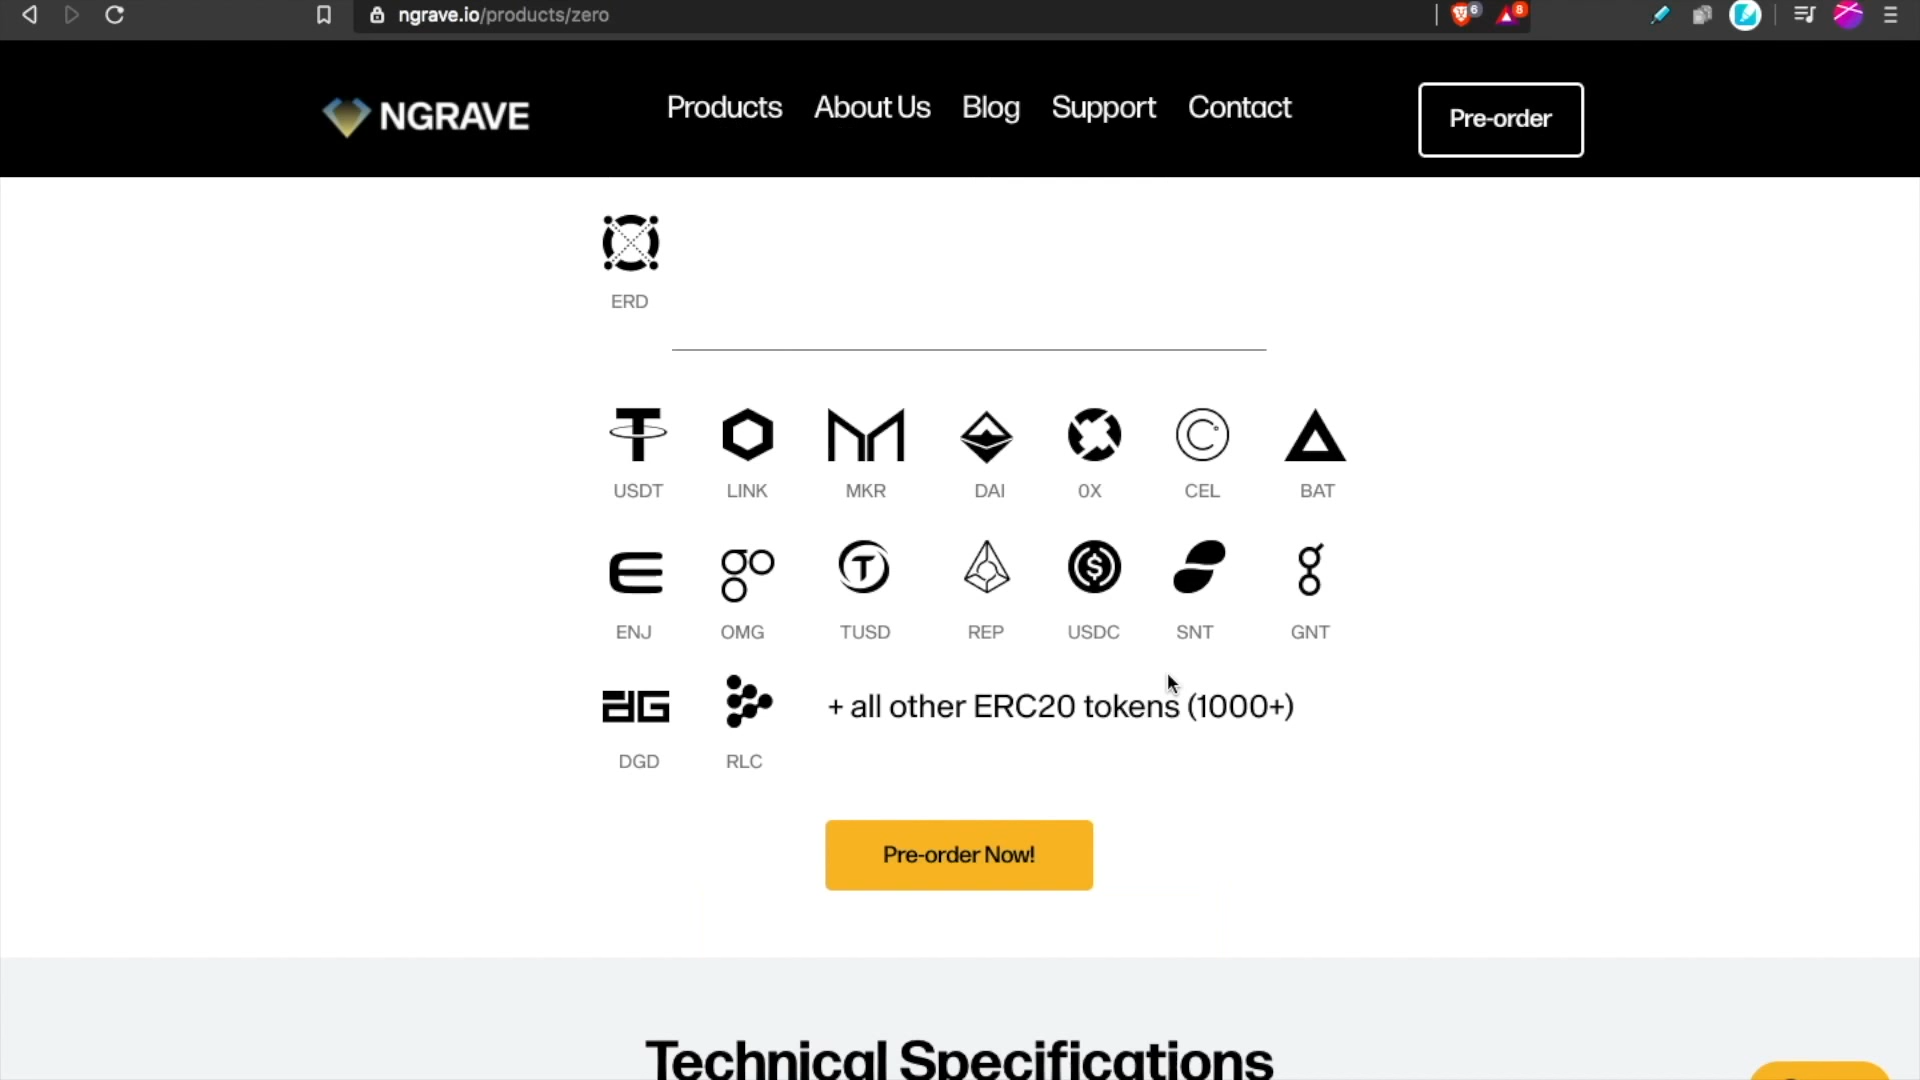 ngrave.io/products/zero
6
8
NGRAVE
Products
About Us
Blog
Support
Contact
Pre-order
ERD
USDT
LINK
MKR
DAI
0X
CEL
BAT
ENJ
OMG
TUSD
REP
USDC
SNT
GNT
DGD
RLC
+ all other ERC20 tokens (1000+)
Pre-order Now!
Technical Specifications